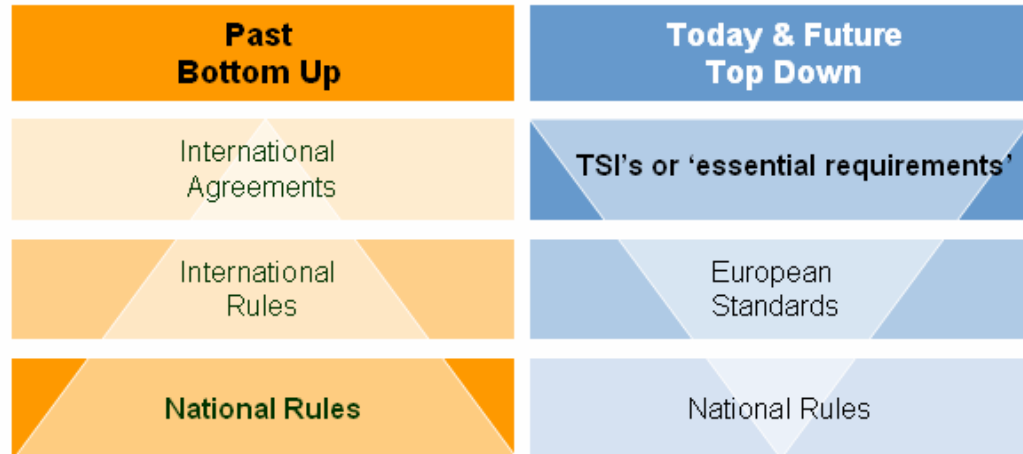 Past
Bottom Up
International
Agreements
International
Rules
National Rules
Today & Future
Top Down
TSI's or ‘essential requirements’
European
Standards
National Rules